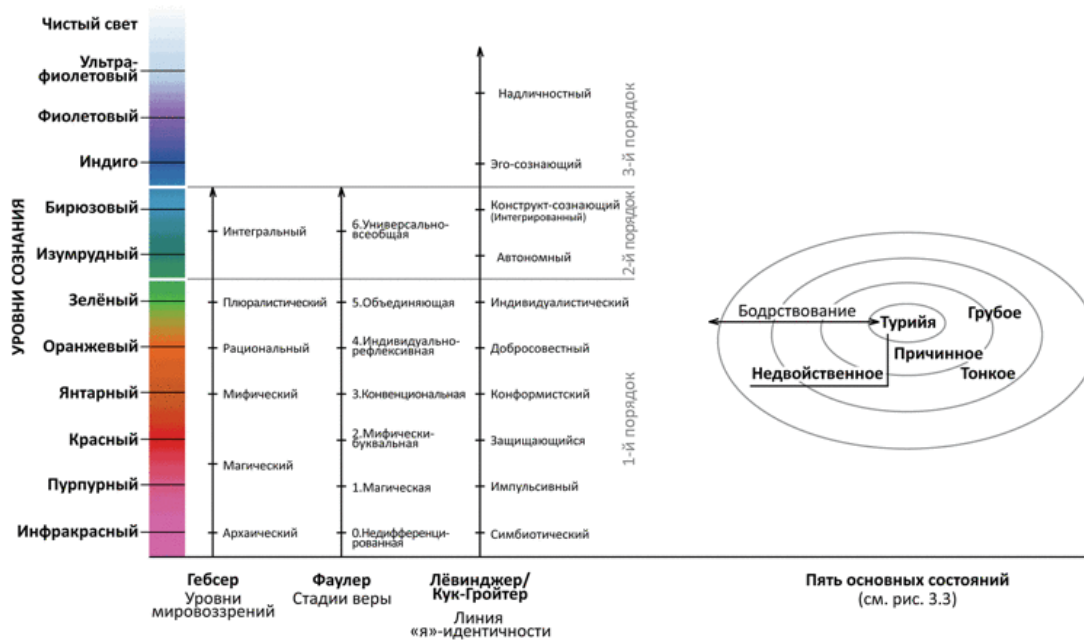 УРОВНИ СОЗНАНИЯ
Чистый свет
Ультра-
фиолетовый
Фиолетовый
Индиго
Бирюзовый
Изумрудный
Зелёный
Оранжевый
Янтарный
Красный
Пурпурный
Инфракрасный
Интегральный
Плюралистический
Рациональный
Мифический
Магический
Архаический
Гебсер
Уровни
мировоззрений
6.Универсально-
всеобщая
5.Объединяющая
4.Индивидуально-
рефлексивная
3.Конвенциональная
2.Мифически-
буквальная
1.Магическая
0.Недифференци-
рованная
Фаулер
Стадии веры
Надличностный
Эго-сознающий
Конструкт-сознающий
(Интегрированный)
Автономный
Индивидуалистический
Добросовестный
Конформистский
Защищающийся
Импульсивный
Симбиотический
Лёвинджер/
Кук-Гройтер
Линия
«я»-идентичности
3-й порядок
2-й порядок
1-й порядок
Бодрствование
Турийя
Грубое
Причинное
Недвойственное
Тонкое
Пять основных состояний
(см. рис. 3.3)